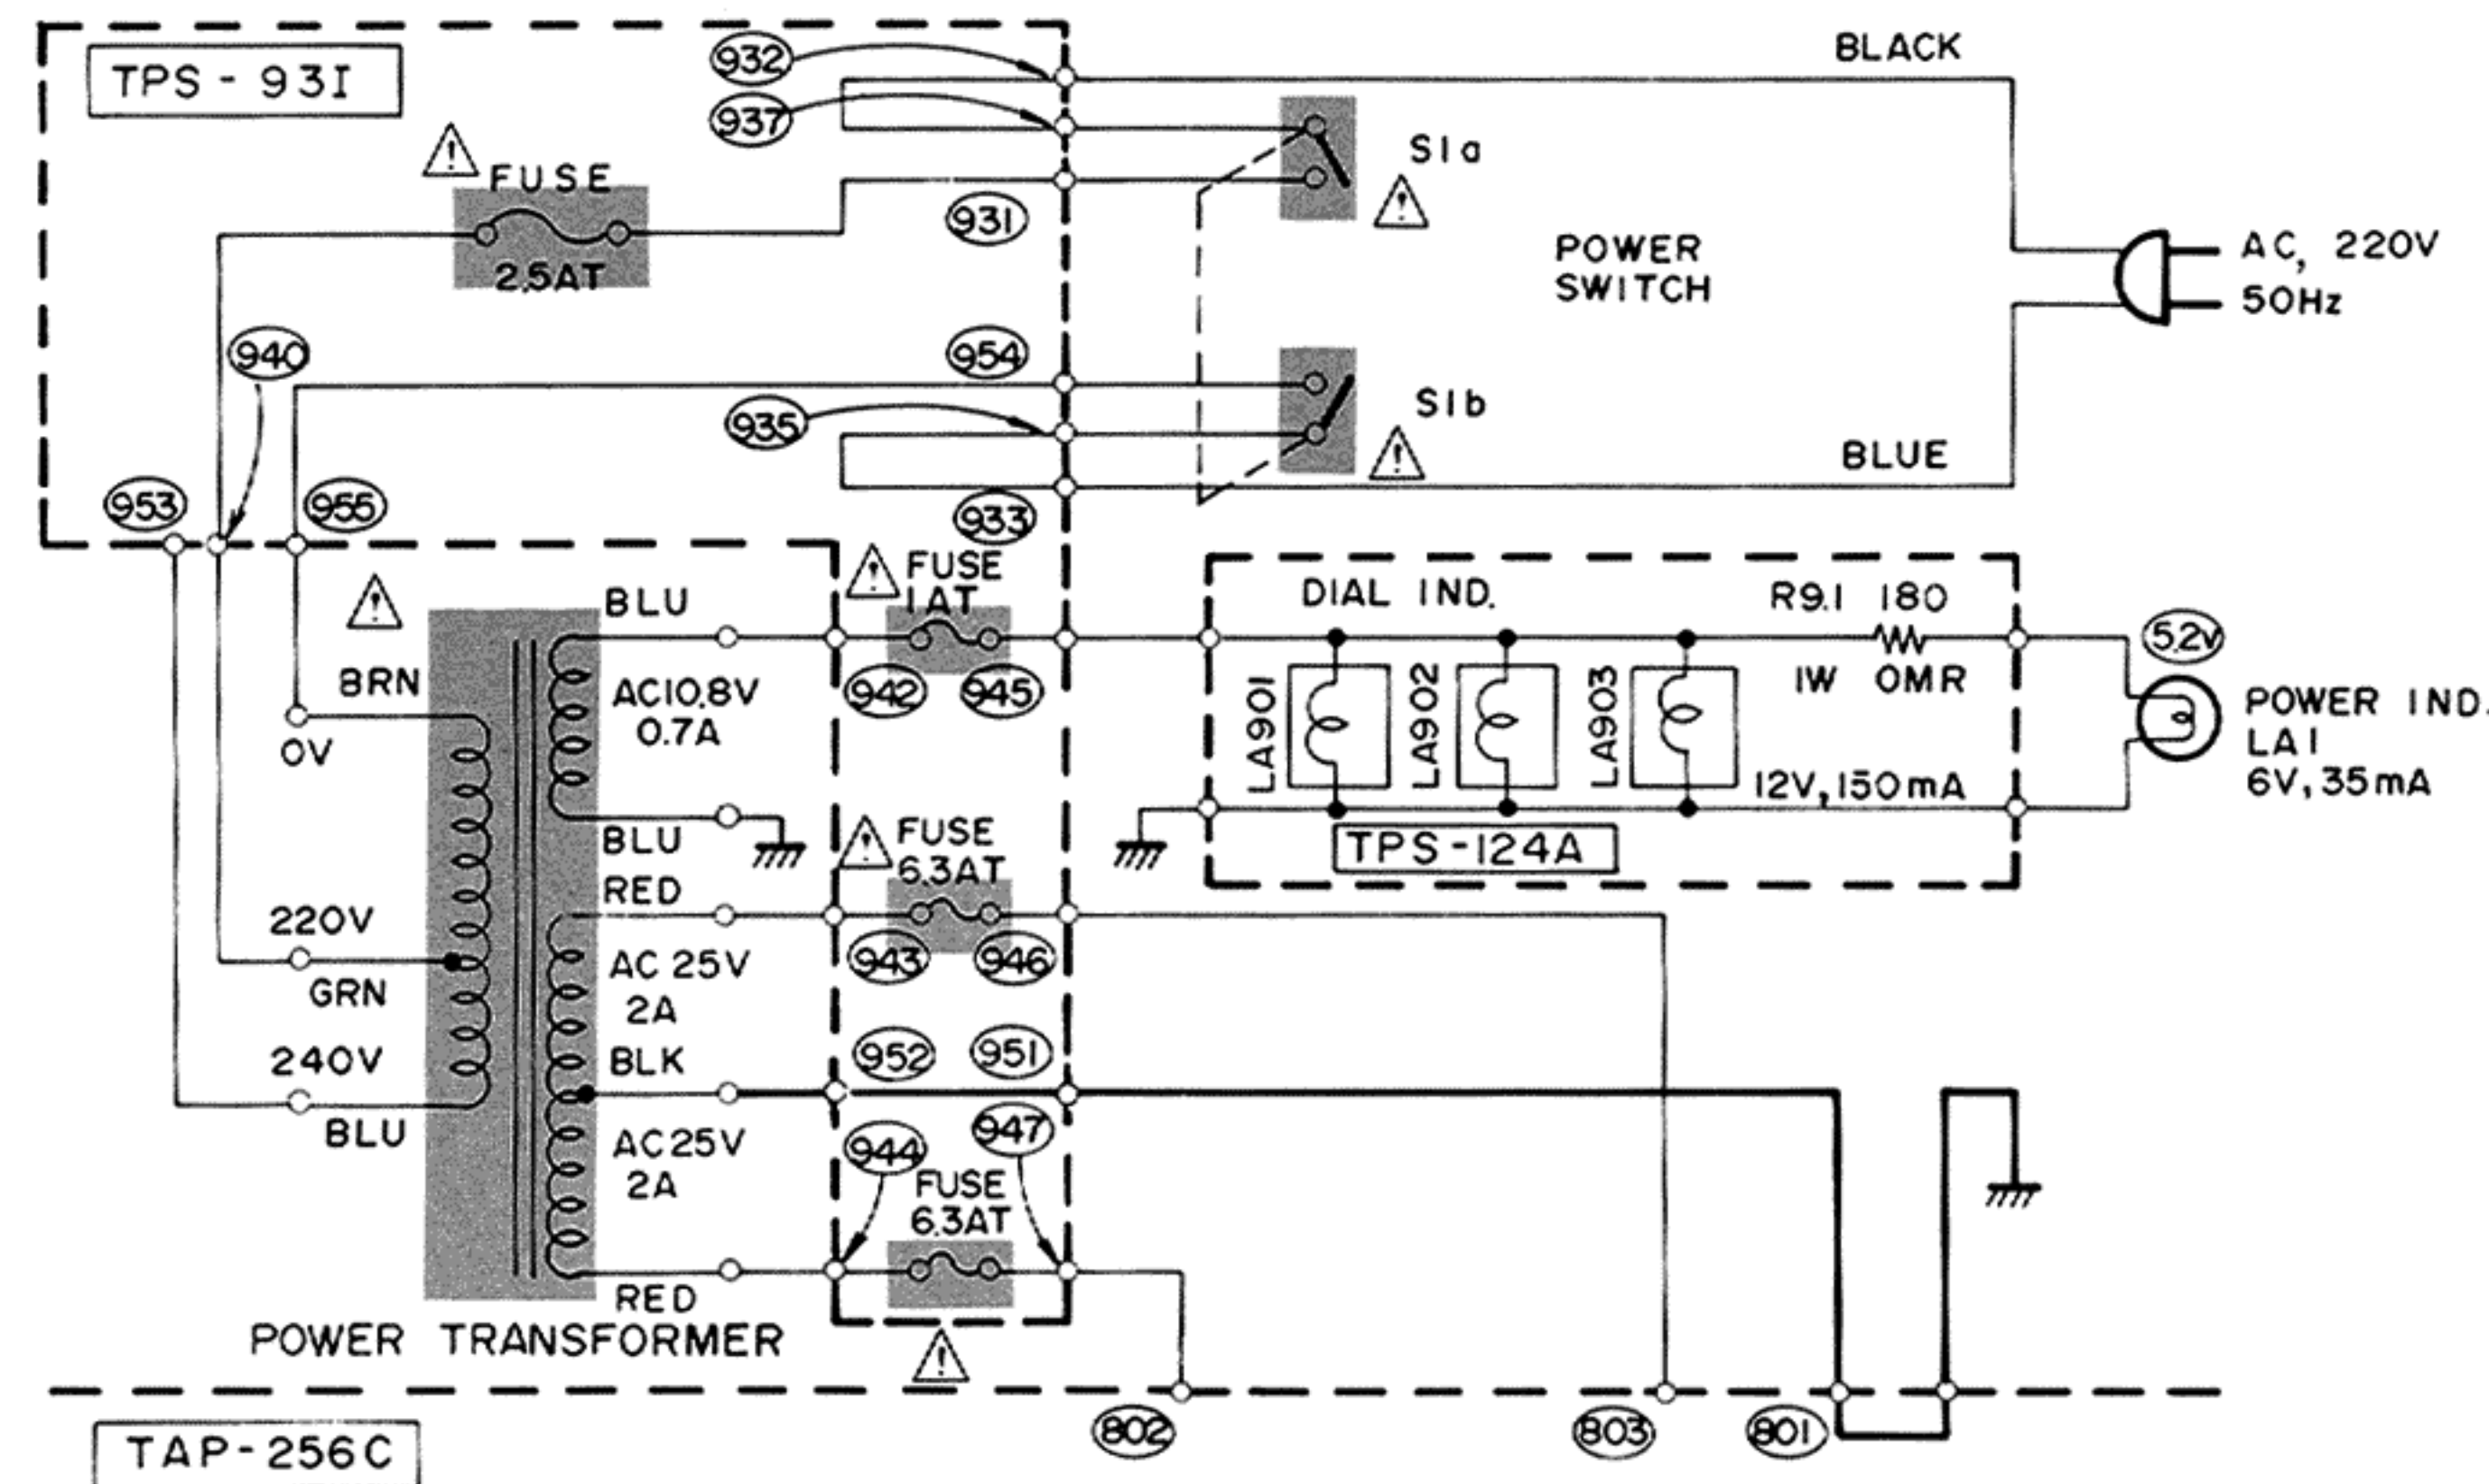 TPS-93I
932
937
BLACK
FUSE
2.5AT
931
S1a
POWER
SWITCH
AC, 220V
50Hz
940
954
935
S1b
BLUE
953
955
933
BLU
FUSE
1AT
DIAL IND.
R9.1 180
5.2V
BRN
0V
AC10.8V
0.7A
942
945
LA901
LA902
LA903
1W OMR
POWER IND.
LA1
6V, 35mA
12V, 150mA
BLU
FUSE
6.3AT
TPS-124A
RED
220V
GRN
AC 25V
2A
943
946
240V
BLU
BLK
952
951
AC 25V
2A
944
947
FUSE
6.3AT
RED
POWER TRANSFORMER
802
803
801
TAP-256C